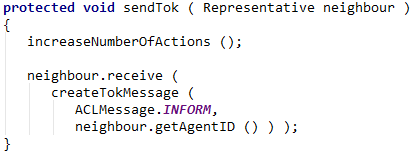 protected void sendTok ( Representative neighbour )
{
    increaseNumberOfActions ();
    neighbour.receive (
        createTokMessage (
            ACLMessage.INFORM,
            neighbour.getAgentID () ) );
}